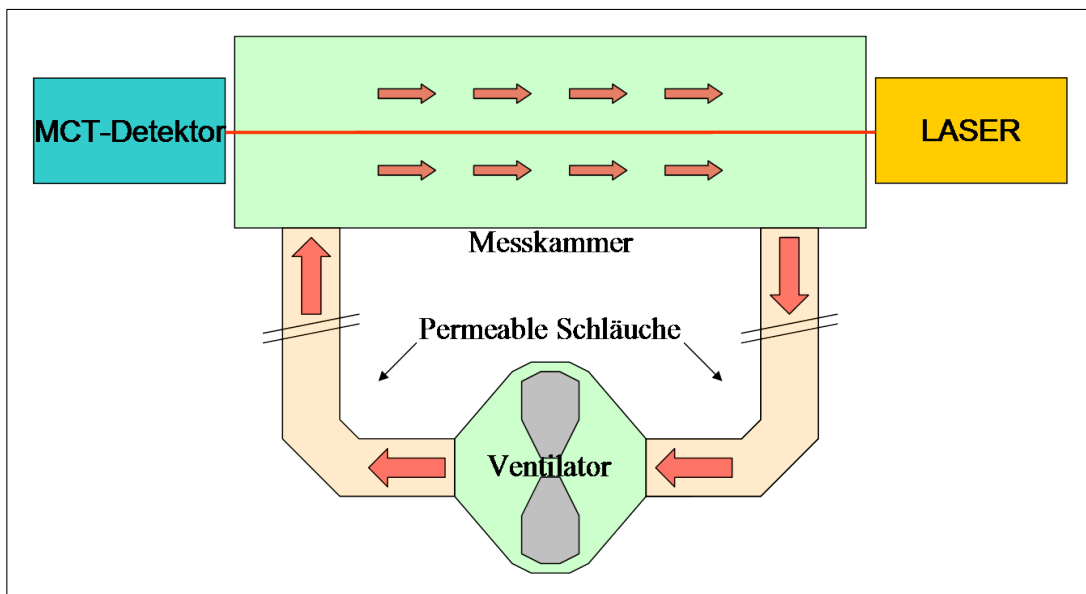 MCT-Detektor
LASER
Messkammer
Permeable Schläuche
Ventilator